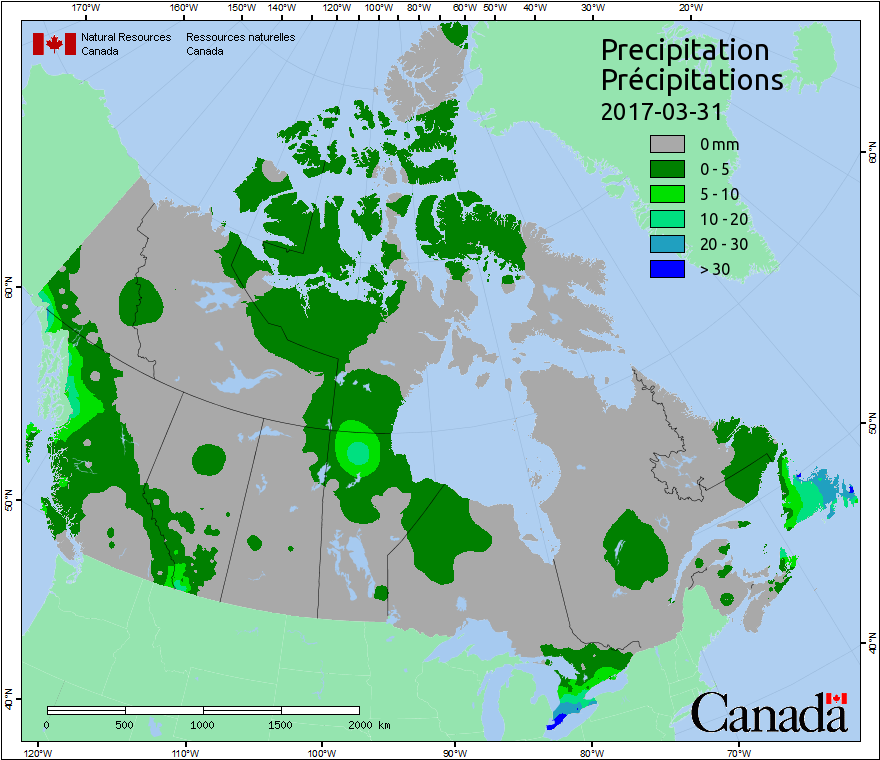 170°W 160°W 150°W 140°W 120°W 100°W 80°W 60°W 50°W 40°W 30°W 20°W
Natural Resources Ressources naturelles
Canada Canada
Precipitation
Précipitations
2017-03-31
0 mm
0 - 5
5 - 10
10 - 20
20 - 30
> 30
60°N
60°N
50°N
50°N
40°N
40°N
0 500 1000 1500 2000 km
Canada
120°W 110°W 100°W 90°W 80°W 70°W